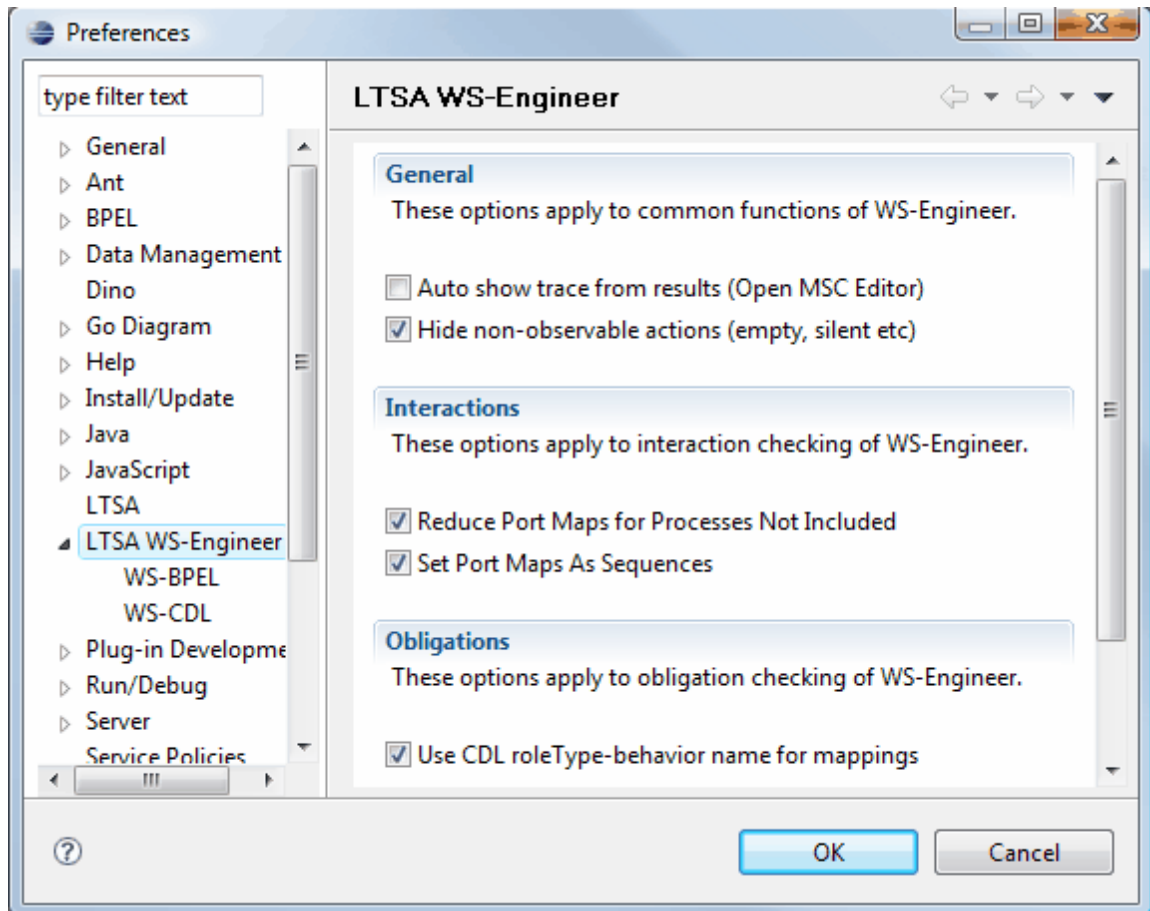 Preferences
type filter text
General
Ant
BPEL
Data Management
Dino
Go Diagram
Help
Install/Update
Java
JavaScript
LTSA
LTSA WS-Engineer
WS-BPEL
WS-CDL
Plug-in Developme
Run/Debug
Server
Service Policies
LTSA WS-Engineer
General
These options apply to common functions of WS-Engineer.
Auto show trace from results (Open MSC Editor)
Hide non-observable actions (empty, silent etc)
Interactions
These options apply to interaction checking of WS-Engineer.
Reduce Port Maps for Processes Not Included
Set Port Maps As Sequences
Obligations
These options apply to obligation checking of WS-Engineer.
Use CDL roleType-behavior name for mappings
?
OK
Cancel